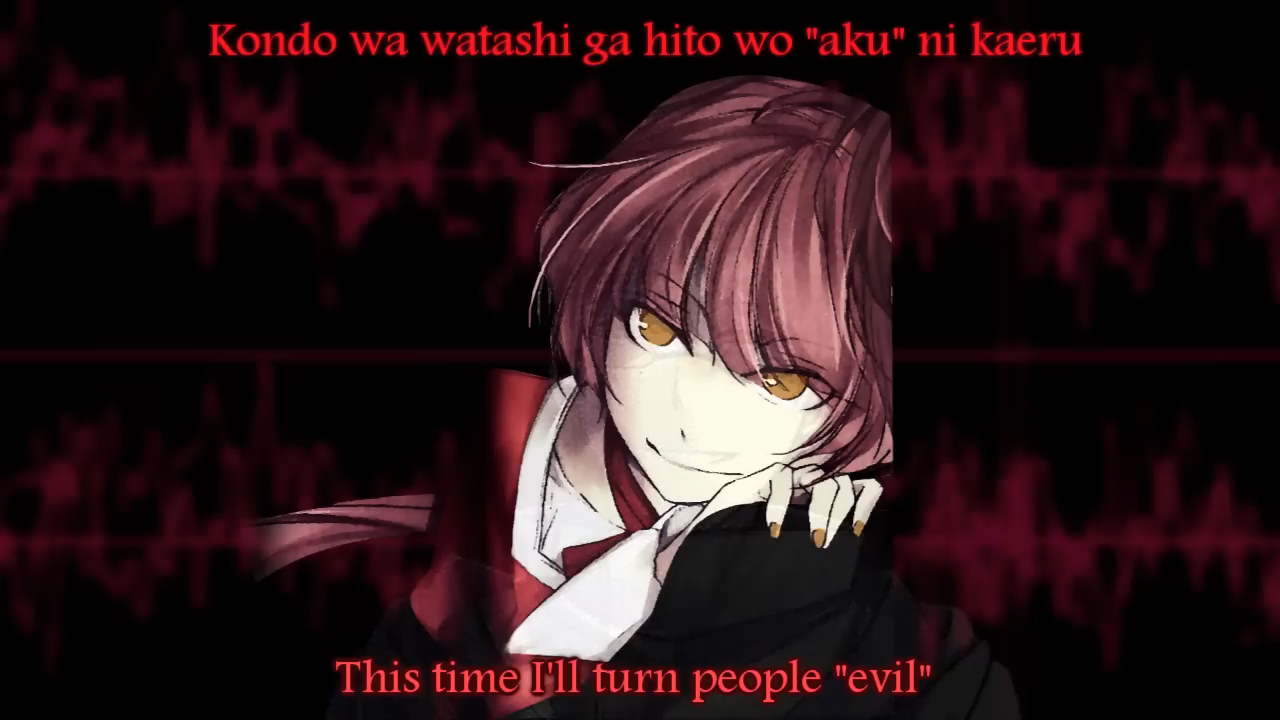 Kondo wa watashi ga hito wo "aku" ni kaeru
This time I'll turn people "evil"